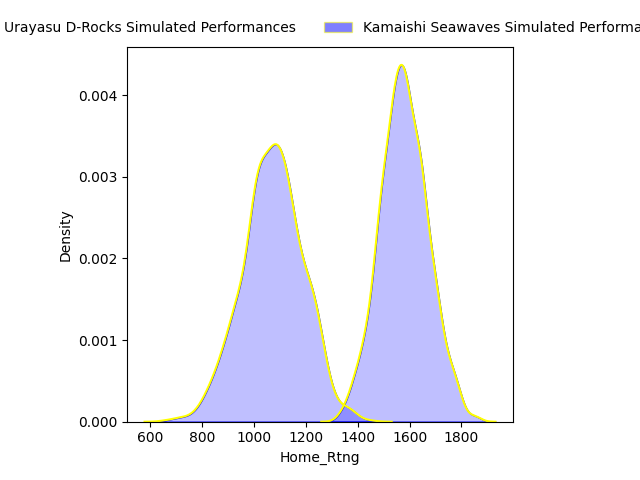 Urayasu D-Rocks Simulated Performances Kamaishi Seawaves Simulated Performa
0.004
0.003
0.002
0.001
0.000
Density
600 800 1000 1200 1400 1600 1800
Home_Rtng